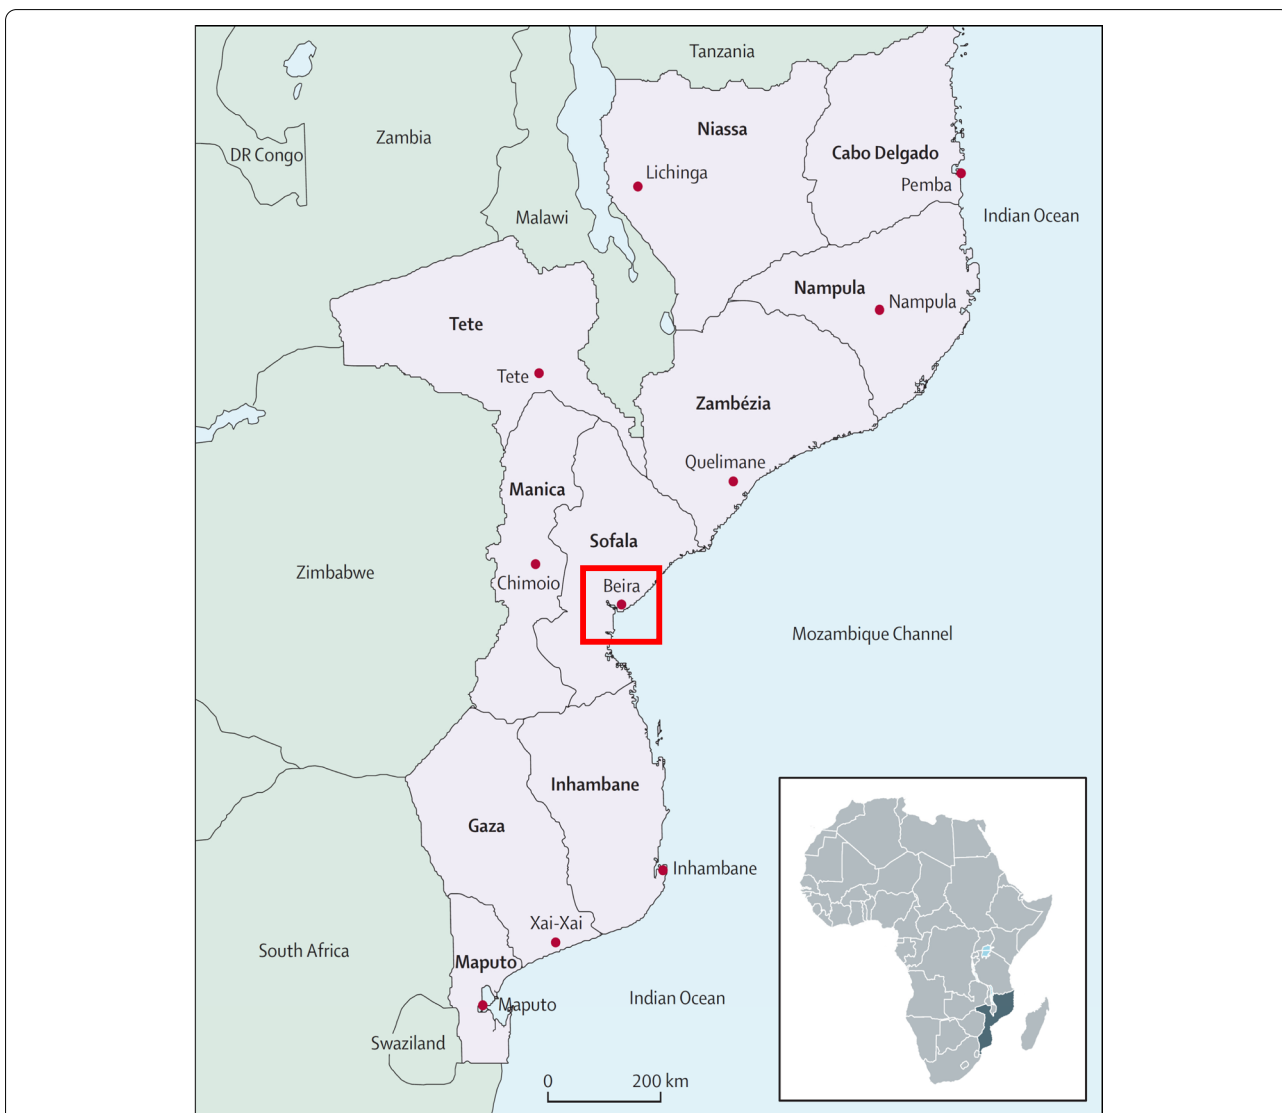 Tanzania
Niassa
Zambia
Cabo Delgado
DR Congo
Lichinga
Pemba
Malawi
Indian Ocean
Nampula
Nampula
Tete
Tete
Zambézia
Quelimane
Manica
Sofala
Zimbabwe
Chimoio
Beira
Mozambique Channel
Inhambane
Gaza
Inhambane
Xai-Xai
South Africa
Maputo
Maputo
Indian Ocean
Swaziland
0 200 km